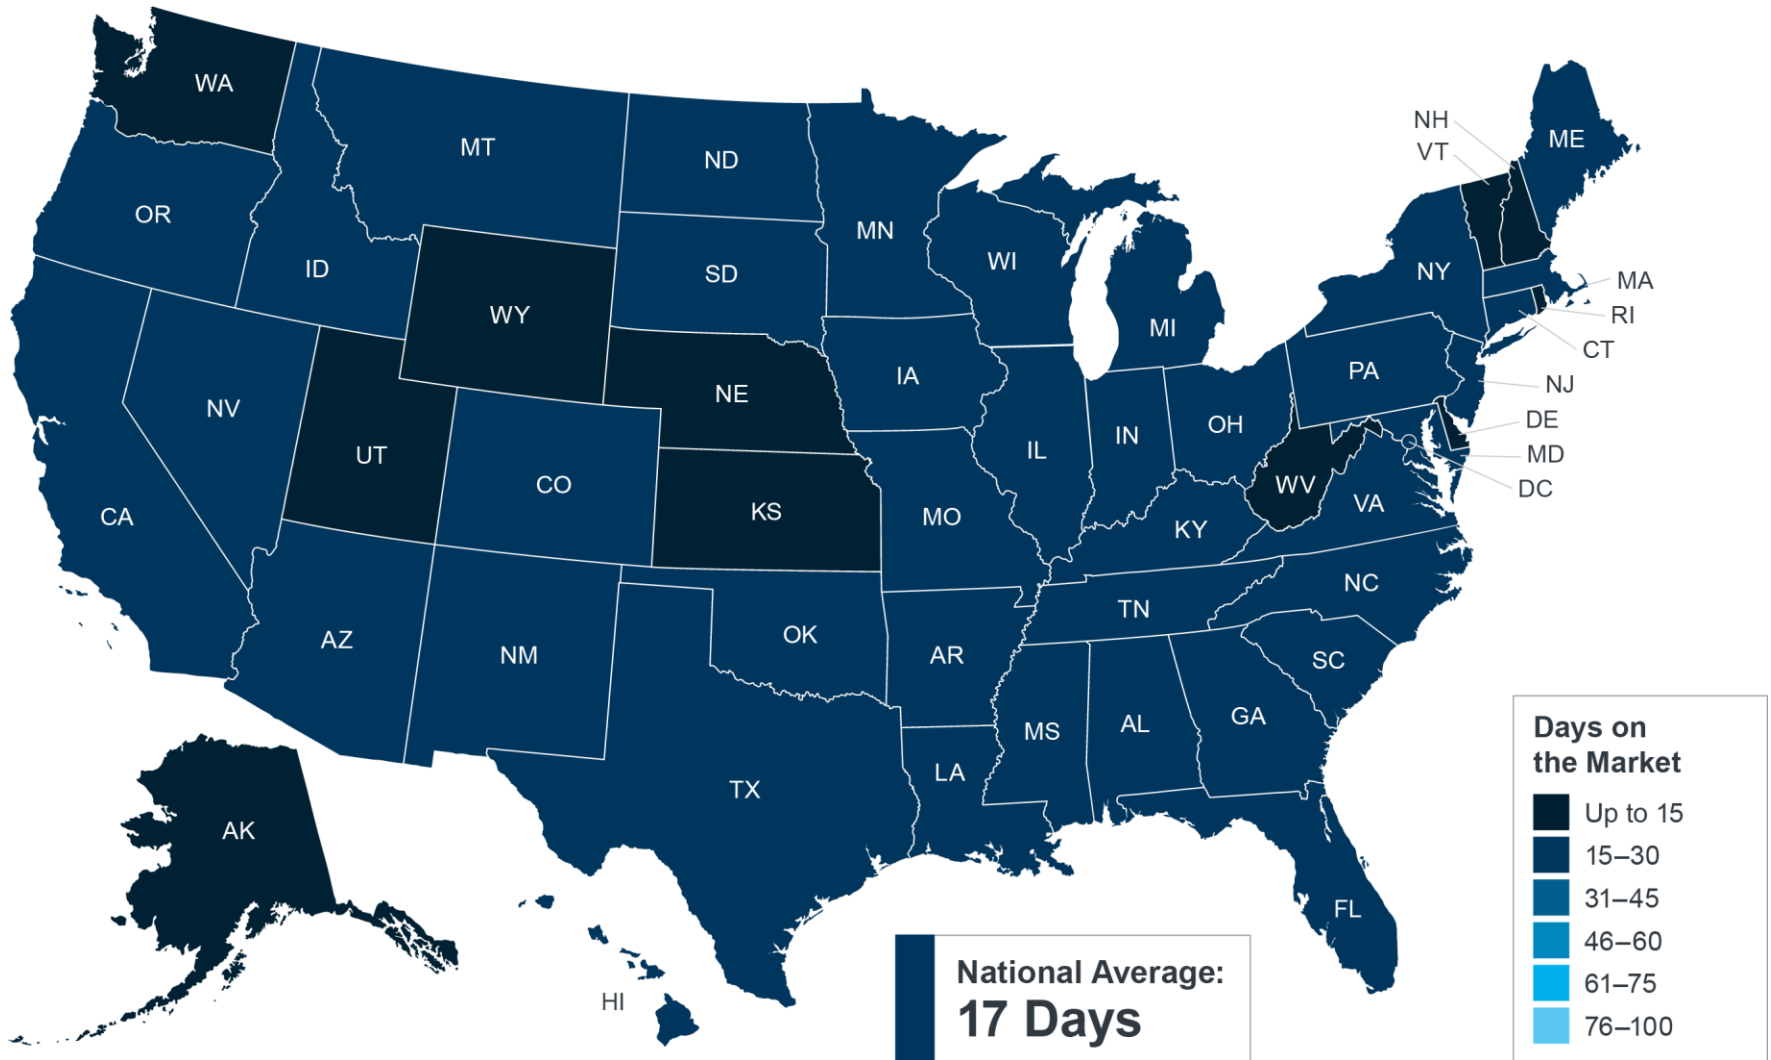 WA
MT
ND
MN
NH
VT
ME
OR
ID
SD
WI
MI
NY
MA
RI
CT
WY
IA
PA
NJ
NV
NE
IL
IN
OH
DE
MD
DC
UT
CO
KS
MO
WV
VA
CA
KY
NC
TN
AZ
NM
OK
AR
SC
MS
AL
GA
TX
LA
AK
FL
HI
National Average:
17 Days
Days on
the Market
Up to 15
15–30
31–45
46–60
61–75
76–100